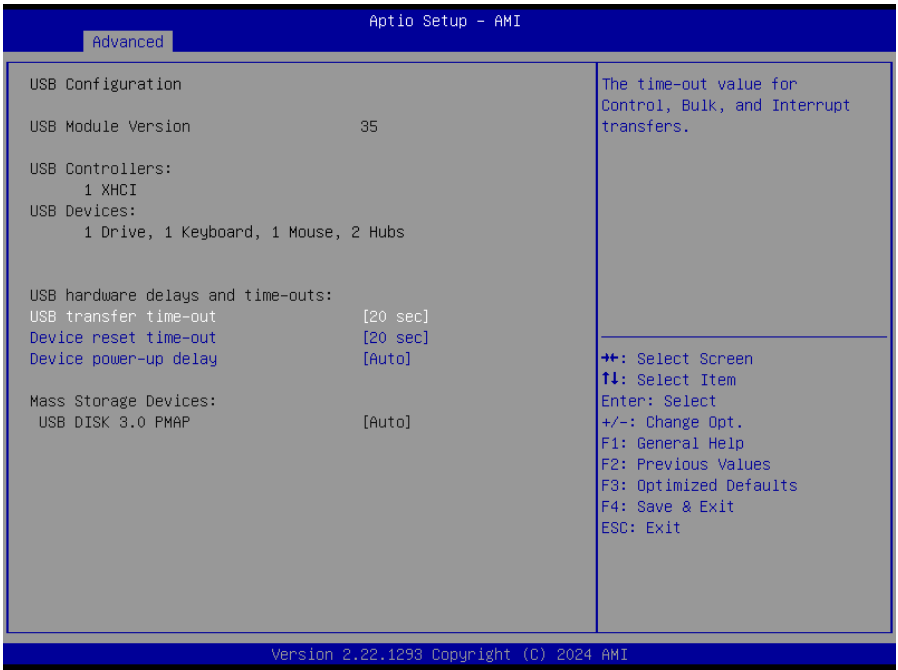 Aptio Setup - AMI
Advanced
USB Configuration
USB Module Version 35
USB Controllers:
1 XHCI
USB Devices:
1 Drive, 1 Keyboard, 1 Mouse, 2 Hubs
USB hardware delays and time-outs:
USB transfer time-out [20 sec]
Device reset time-out [20 sec]
Device power-up delay [Auto]
Mass Storage Devices:
USB DISK 3.0 PMAP [Auto]
The time-out value for
Control, Bulk, and Interrupt
transfers.
→←: Select Screen
↑↓: Select Item
Enter: Select
+/-: Change Opt.
F1: General Help
F2: Previous Values
F3: Optimized Defaults
F4: Save & Exit
ESC: Exit
Version 2.22.1293 Copyright (C) 2024 AMI